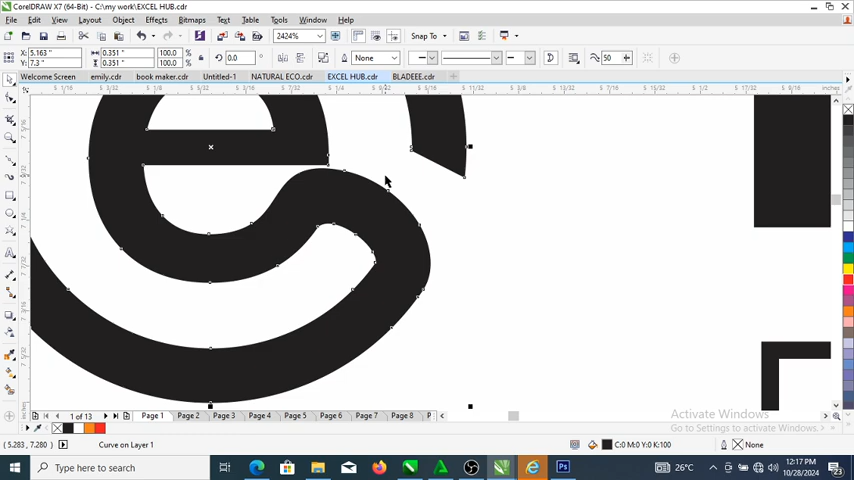 CorelDRAW X7 (64-Bit) - C:\my work\EXCEL HUB.cdr
File Edit View Layout Object Effects Bitmaps Text Table Tools Window Help
2424% Snap To
X: 5.163 " 0.351 " 100.0 % 0.0 None 50
Y: 7.3 " 0.351 " 100.0 %
Welcome Screen emily.cdr book maker.cdr Untitled-1 NATURAL ECO.cdr EXCEL HUB.cdr BLADEEE.cdr
inches
e
1 of 13 Page 1 Page 2 Page 3 Page 4 Page 5 Page 6 Page 7 Page 8 P
Activate Windows
Go to Settings to activate Windows.
(5.283, 7.280) Curve on Layer 1 C:0 M:0 Y:0 K:100 None
Type here to search 26°C 12:17 PM
10/28/2024 23